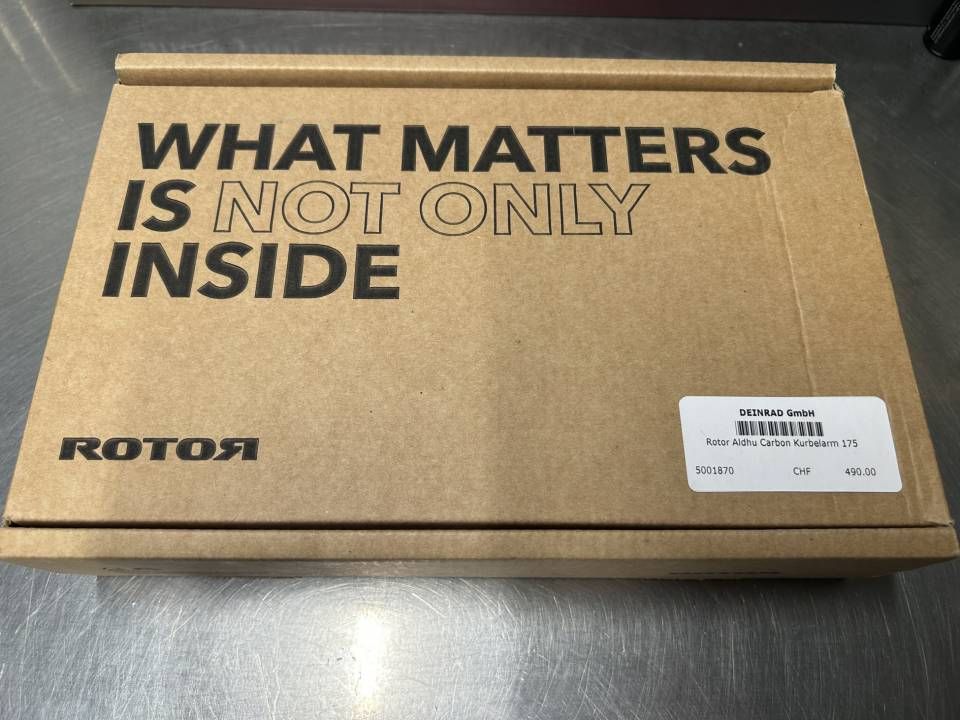 WHAT MATTERS
IS NOT ONLY
INSIDE
ROTOR
DEINRAD GmbH
Rotor Aldhu Carbon Kurbelarm 175
5001870 CHF 490.00